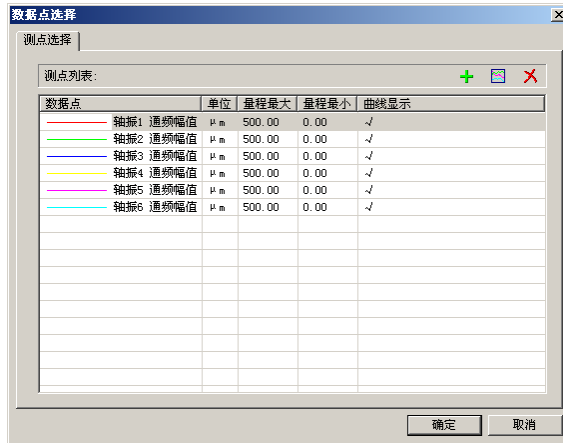 数据点选择
测点选择
测点列表:
数据点 单位 量程最大 量程最小 曲线显示
轴振1 通频幅值 μm 500.00 0.00 √
轴振2 通频幅值 μm 500.00 0.00 √
轴振3 通频幅值 μm 500.00 0.00 √
轴振4 通频幅值 μm 500.00 0.00 √
轴振5 通频幅值 μm 500.00 0.00 √
轴振6 通频幅值 μm 500.00 0.00 √
确定 取消